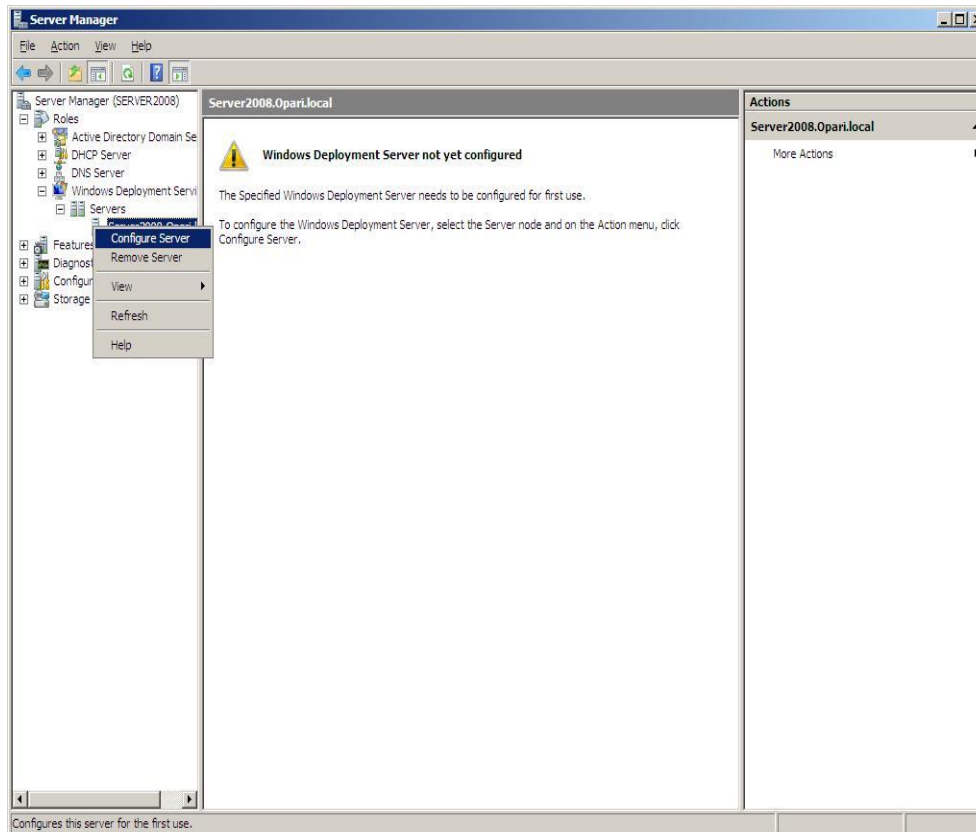 Server Manager
File Action View Help
Server Manager (SERVER2008)
Roles
Active Directory Domain Se
DHCP Server
DNS Server
Windows Deployment Servi
Servers
Server2008.Opari.l
Features
Diagnost
Configur
Storage
Configure Server
Remove Server
View
Refresh
Help
Server2008.Opari.local
Windows Deployment Server not yet configured
The Specified Windows Deployment Server needs to be configured for first use.
To configure the Windows Deployment Server, select the Server node and on the Action menu, click
Configure Server.
Actions
Server2008.Opari.local
More Actions
Configures this server for the first use.